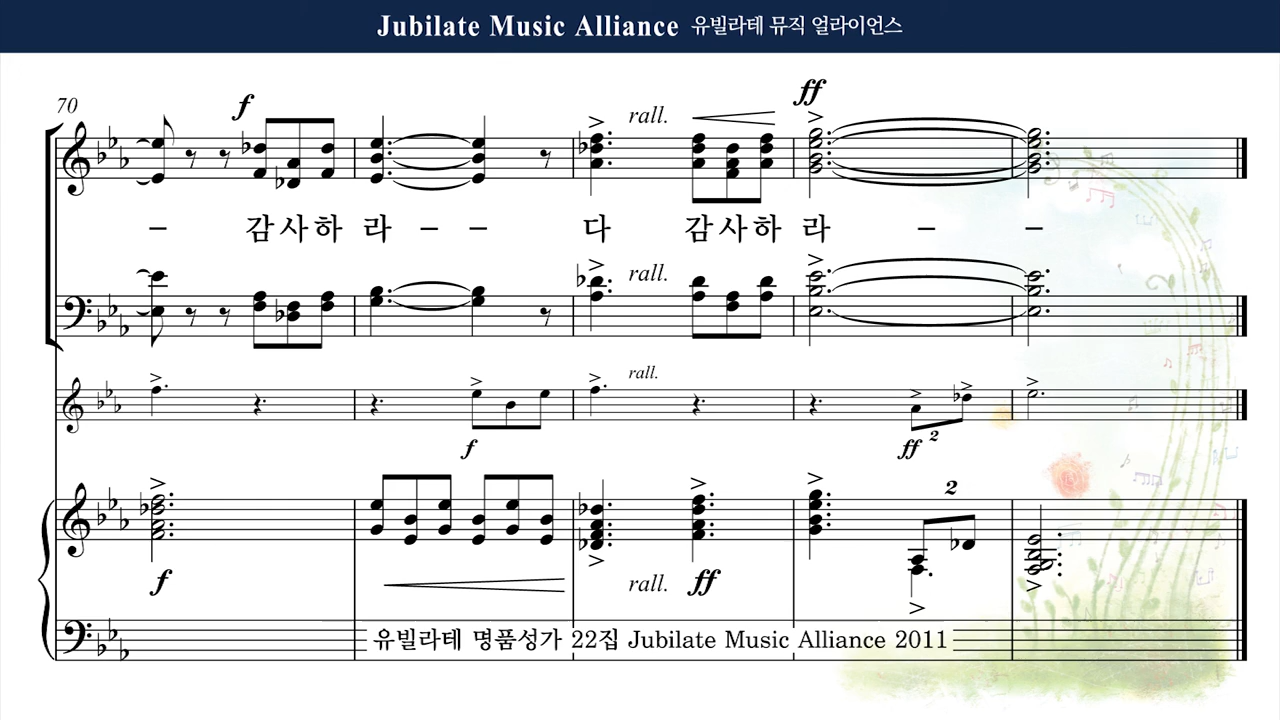 Jubilate Music Alliance 유빌라테 뮤직 얼라이언스
70
f
ff
rall.
– 감사하 라 – – 다 감사하 라 – –
rall.
rall.
f
ff 2
2
f
rall. ff
유빌라테 명품성가 22집 Jubilate Music Alliance 2011